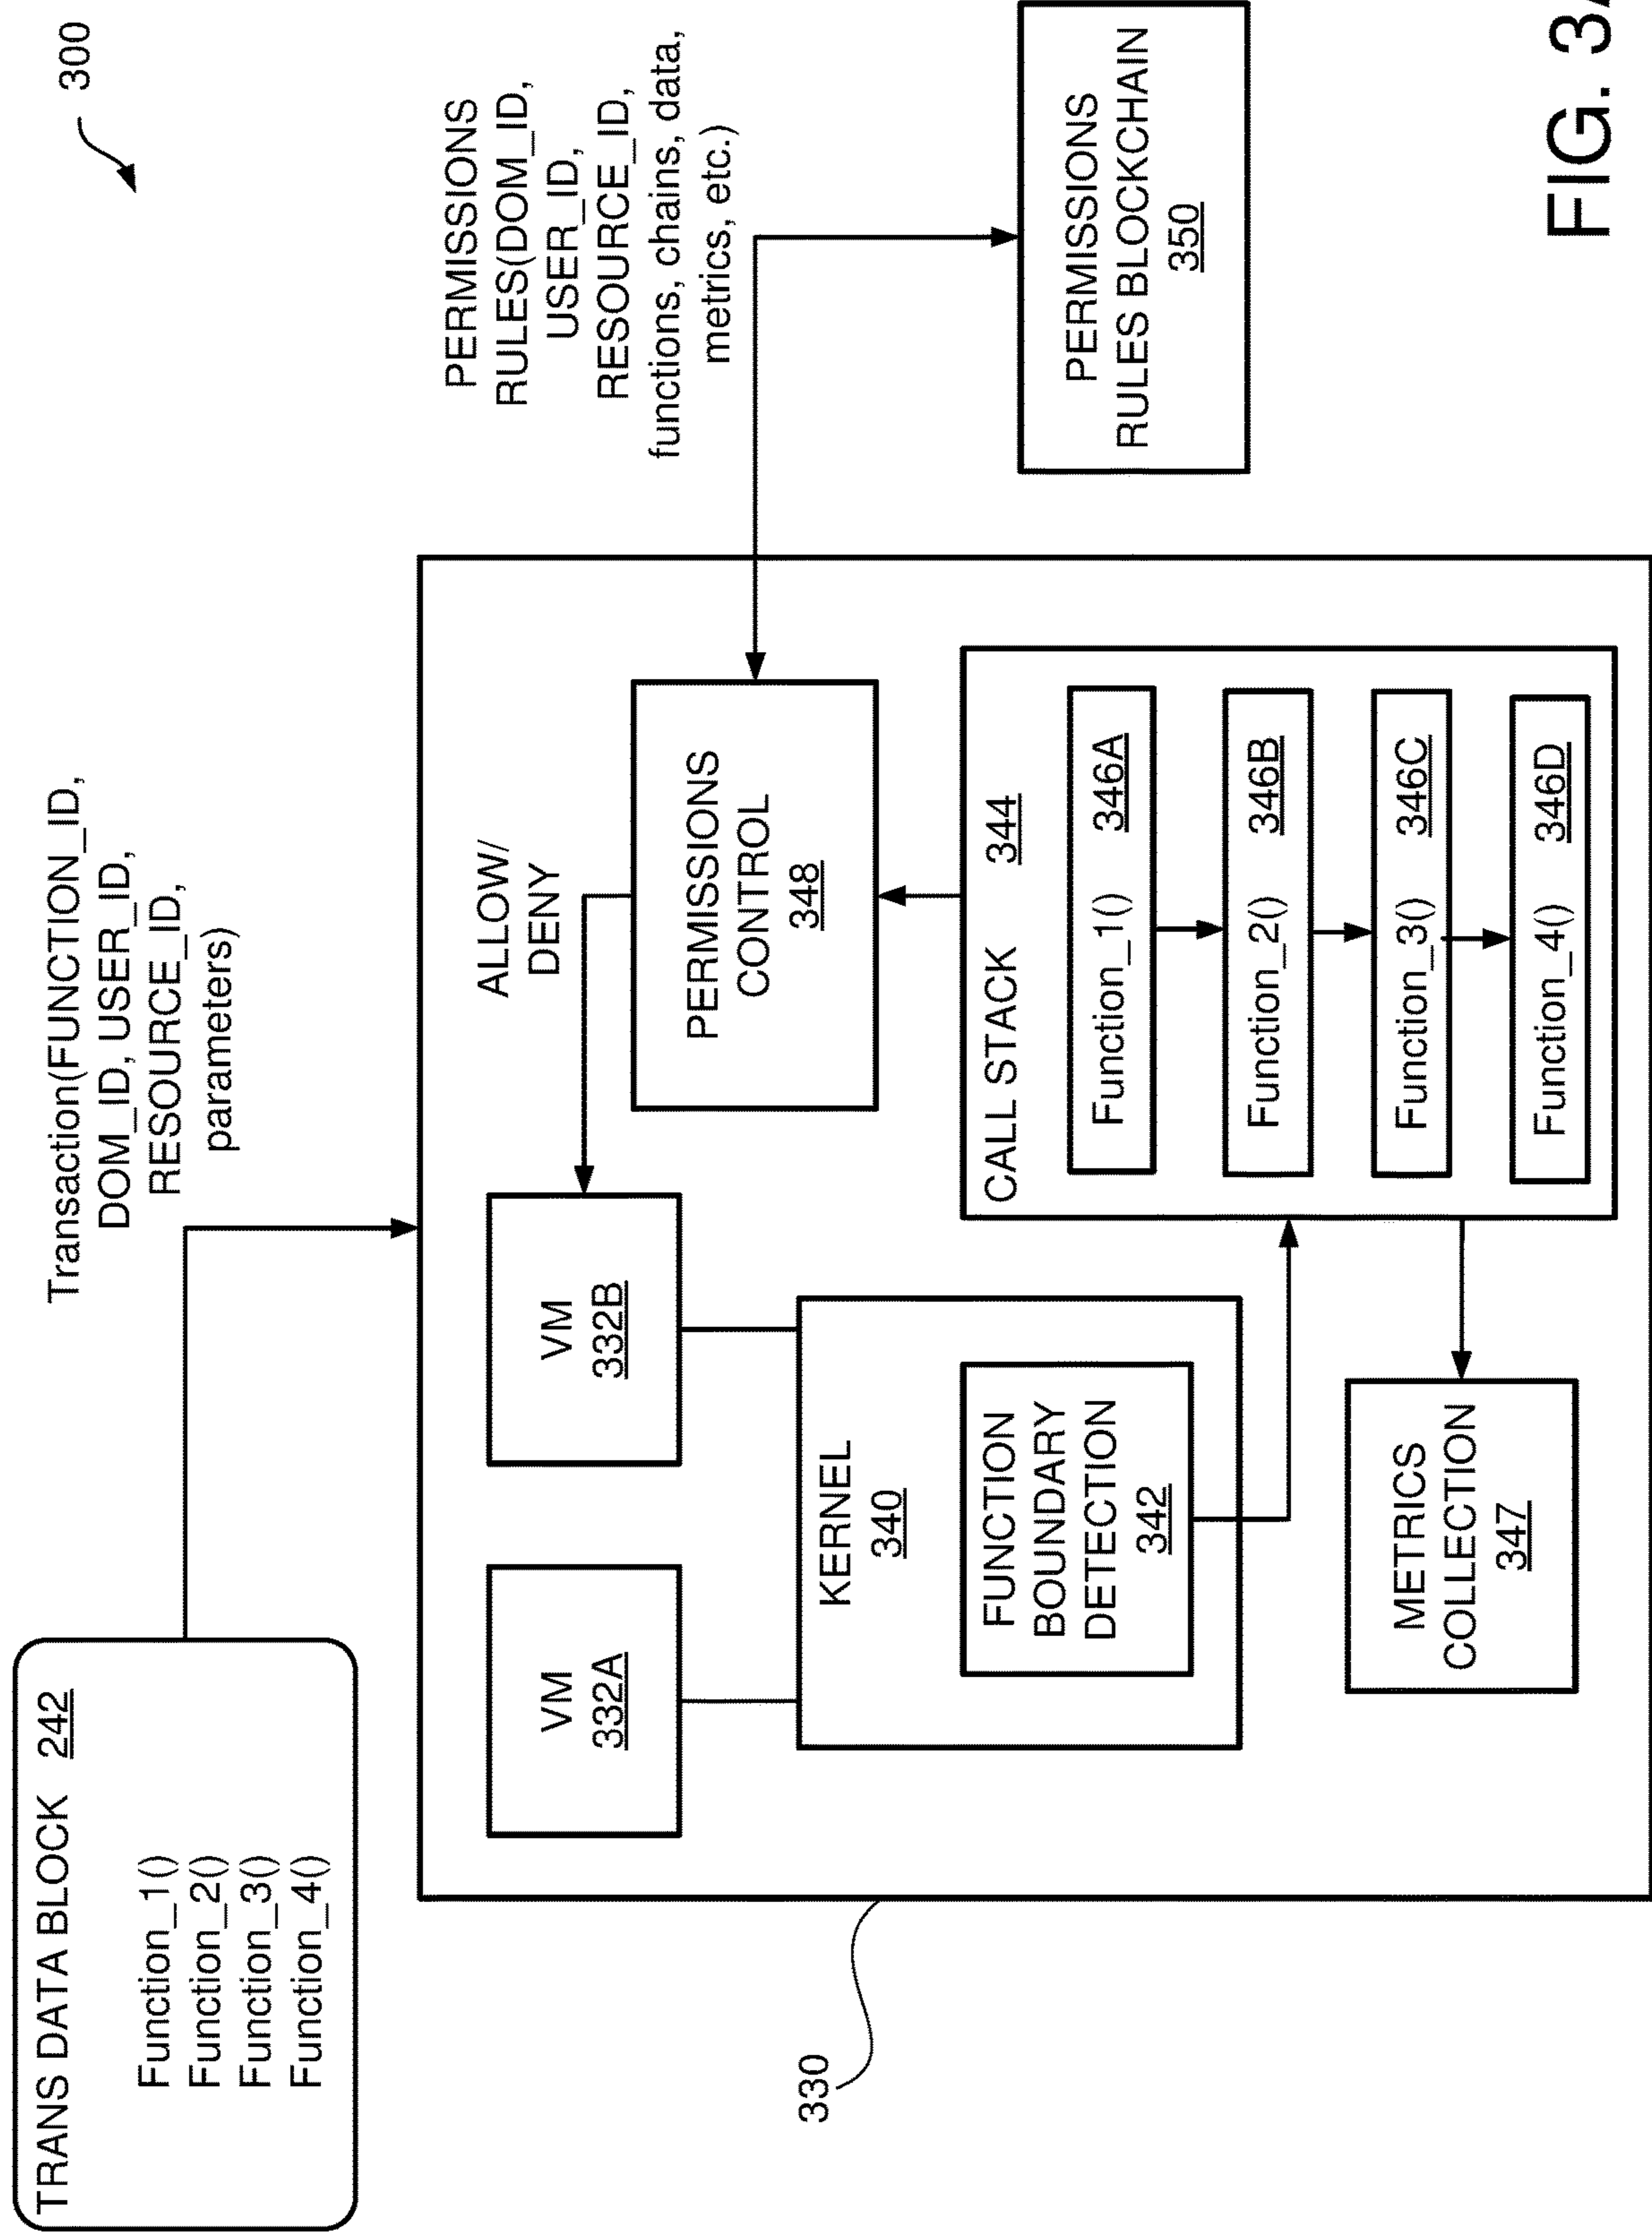 300
TRANS DATA BLOCK 242
Function_1()
Function_2()
Function_3()
Function_4()
Transaction(FUNCTION_ID,
DOM_ID, USER_ID,
RESOURCE_ID,
parameters)
PERMISSIONS
RULES(DOM_ID,
USER_ID,
RESOURCE_ID,
functions, chains, data,
metrics, etc.)
330
VM
332A
VM
332B
ALLOW/
DENY
PERMISSIONS
CONTROL
348
KERNEL
340
FUNCTION
BOUNDARY
DETECTION
342
CALL STACK 344
Function_1() 346A
Function_2() 346B
Function_3() 346C
Function_4() 346D
METRICS
COLLECTION
347
PERMISSIONS
RULES BLOCKCHAIN
350
FIG. 3A